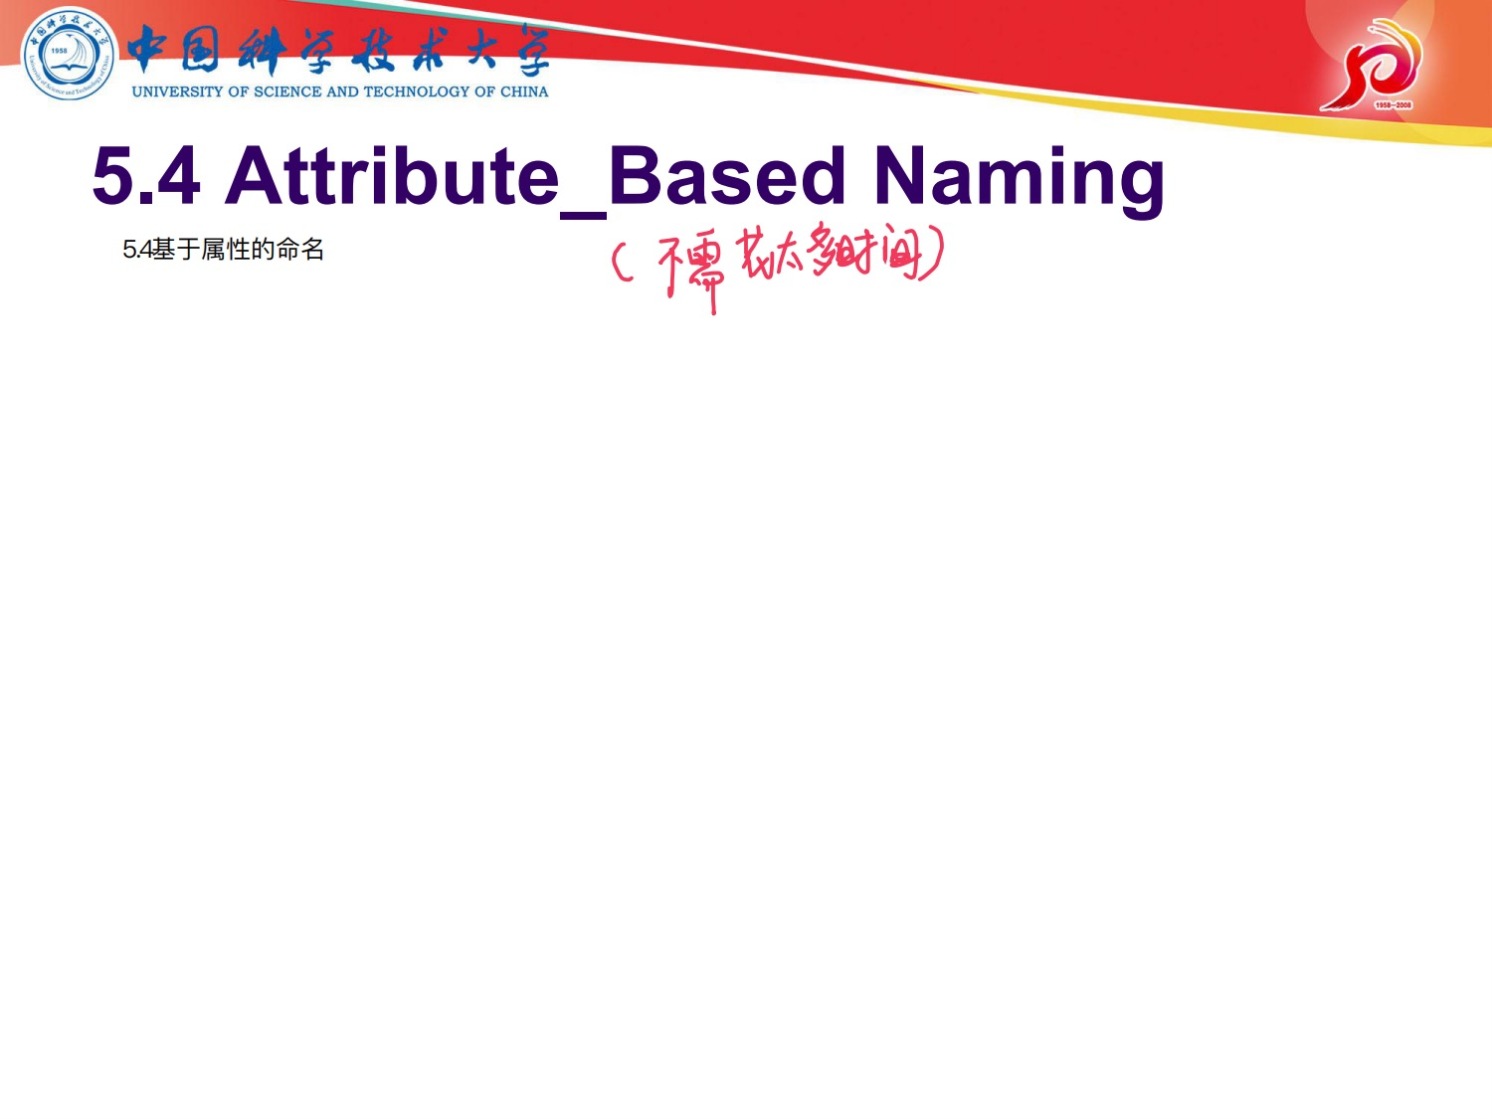 中国科学技术大学
1958
UNIVERSITY OF SCIENCE AND TECHNOLOGY OF CHINA
1958-2008
5.4 Attribute_Based Naming
5.4基于属性的命名
(不需花太多时间)